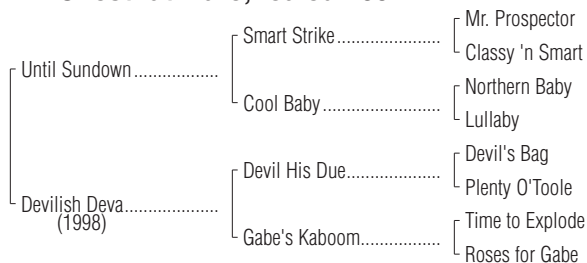 Smart Strike
Mr. Prospector
Classy 'n Smart
Until Sundown
Cool Baby
Northern Baby
Lullaby
Devil His Due
Devil's Bag
Plenty O'Toole
Devilish Deva
(1998)
Gabe's Kaboom
Time to Explode
Roses for Gabe